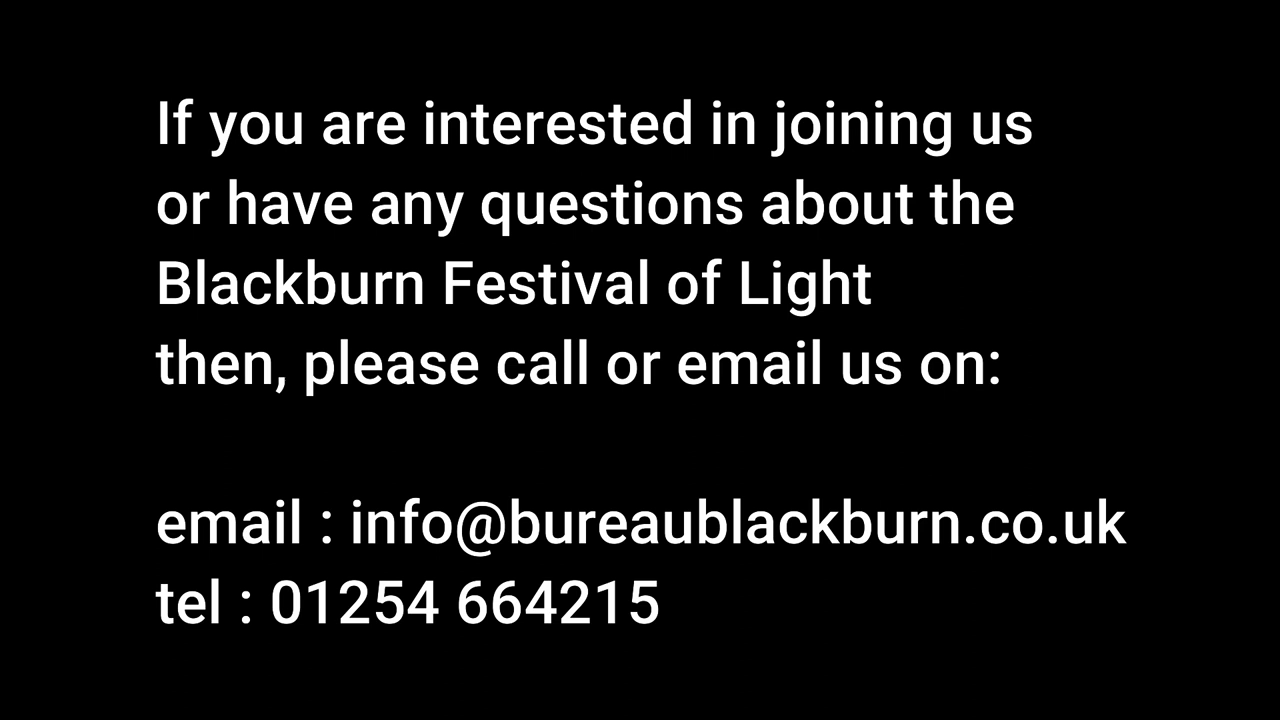 If you are interested in joining us
or have any questions about the
Blackburn Festival of Light
then, please call or email us on:
email : info@bureaublackburn.co.uk
tel : 01254 664215